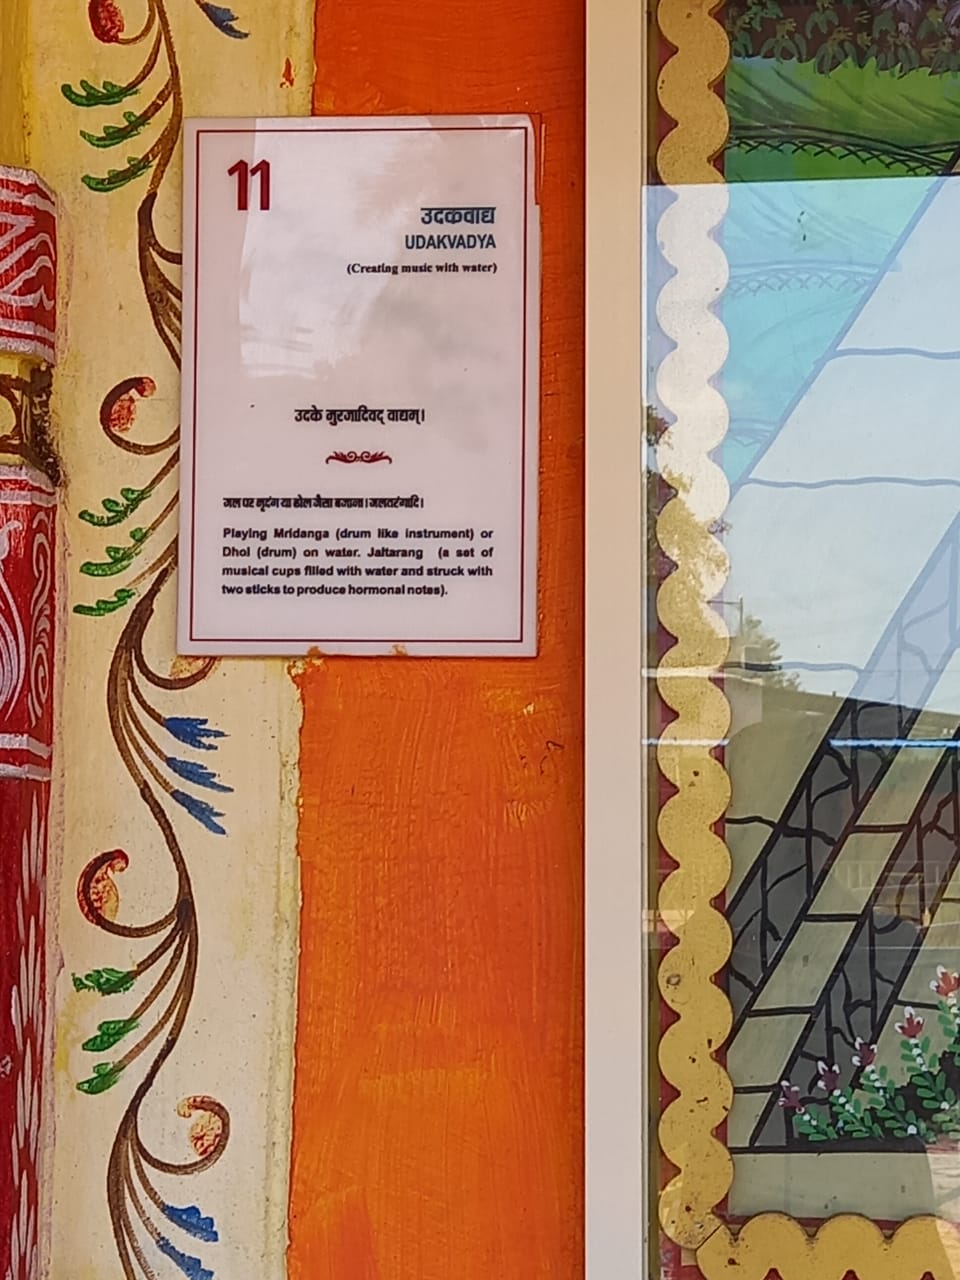 11
उदकवाद्य
UDAKVADYA
(Creating music with water)
उदके मुरजादिवद् वाद्यम्।
जल पर मृदंग या ढोल जैसा बजाना। जलतरंगादि।
Playing Mridanga (drum like instrument) or
Dhol (drum) on water. Jaltarang (a set of
musical cups filled with water and struck with
two sticks to produce hormonal notes).